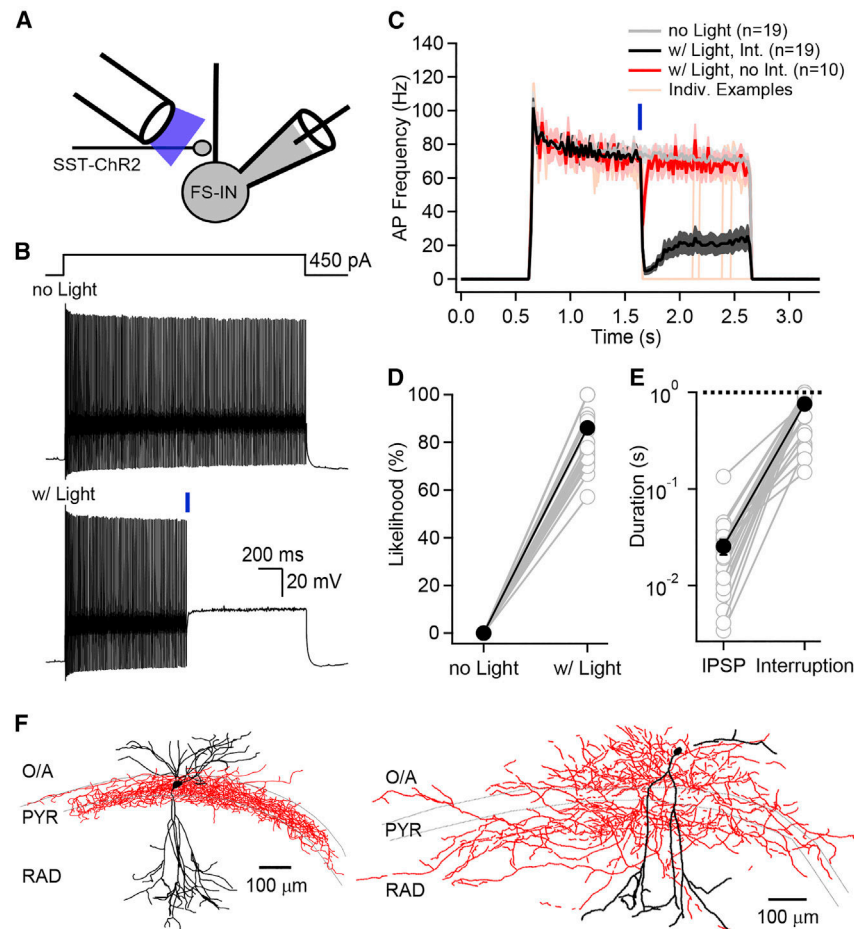 A
SST-ChR2
FS-IN
B
450 pA
no Light
w/ Light
200 ms
20 mV
C
no Light (n=19)
w/ Light, Int. (n=19)
w/ Light, no Int. (n=10)
Indiv. Examples
AP Frequency (Hz)
140
120
100
80
60
40
20
0
0.0 0.5 1.0 1.5 2.0 2.5 3.0
Time (s)
D
Likelihood (%)
100
80
60
40
20
0
no Light w/ Light
E
Duration (s)
10⁰
10⁻¹
10⁻²
IPSP Interruption
F
O/A
PYR
RAD
100 μm
O/A
PYR
RAD
100 μm